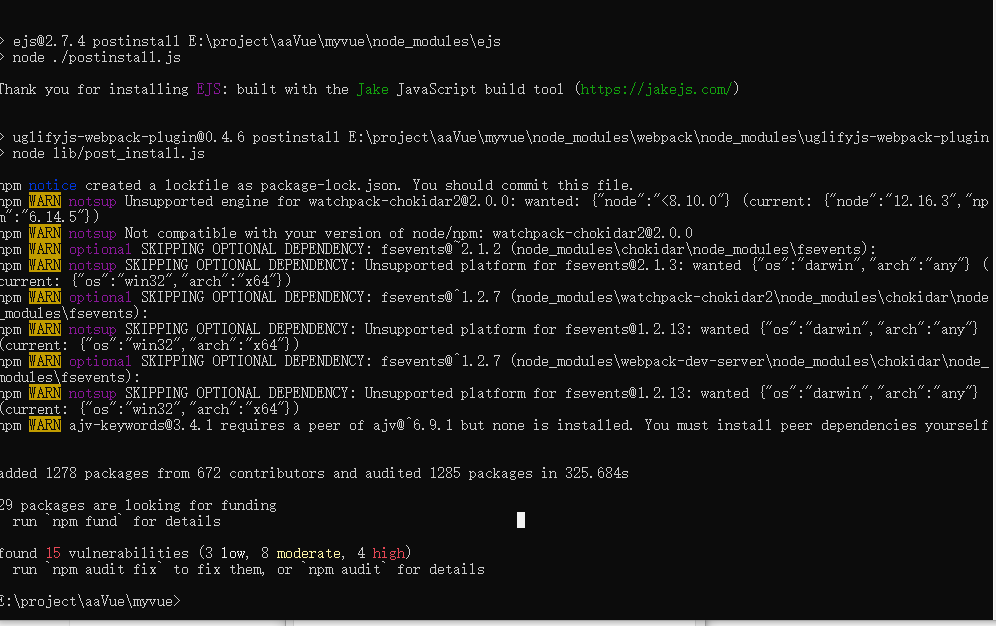 > ejs@2.7.4 postinstall E:\project\aaVue\myvue\node_modules\ejs
> node ./postinstall.js
Thank you for installing EJS: built with the Jake JavaScript build tool (https://jakejs.com/)
> uglifyjs-webpack-plugin@0.4.6 postinstall E:\project\aaVue\myvue\node_modules\webpack\node_modules\uglifyjs-webpack-plugin
> node lib/post_install.js
npm notice created a lockfile as package-lock.json. You should commit this file.
npm WARN notsup Unsupported engine for watchpack-chokidar2@2.0.0: wanted: {"node":"<8.10.0"} (current: {"node":"12.16.3","np
m":"6.14.5"})
npm WARN notsup Not compatible with your version of node/npm: watchpack-chokidar2@2.0.0
npm WARN optional SKIPPING OPTIONAL DEPENDENCY: fsevents@~2.1.2 (node_modules\chokidar\node_modules\fsevents):
npm WARN notsup SKIPPING OPTIONAL DEPENDENCY: Unsupported platform for fsevents@2.1.3: wanted {"os":"darwin","arch":"any"} (
current: {"os":"win32","arch":"x64"})
npm WARN optional SKIPPING OPTIONAL DEPENDENCY: fsevents@^1.2.7 (node_modules\watchpack-chokidar2\node_modules\chokidar\node
_modules\fsevents):
npm WARN notsup SKIPPING OPTIONAL DEPENDENCY: Unsupported platform for fsevents@1.2.13: wanted {"os":"darwin","arch":"any"}
(current: {"os":"win32","arch":"x64"})
npm WARN optional SKIPPING OPTIONAL DEPENDENCY: fsevents@^1.2.7 (node_modules\webpack-dev-server\node_modules\chokidar\node_
modules\fsevents):
npm WARN notsup SKIPPING OPTIONAL DEPENDENCY: Unsupported platform for fsevents@1.2.13: wanted {"os":"darwin","arch":"any"}
(current: {"os":"win32","arch":"x64"})
npm WARN ajv-keywords@3.4.1 requires a peer of ajv@^6.9.1 but none is installed. You must install peer dependencies yourself
added 1278 packages from 672 contributors and audited 1285 packages in 325.684s
29 packages are looking for funding
run `npm fund` for details
found 15 vulnerabilities (3 low, 8 moderate, 4 high)
run `npm audit fix` to fix them, or `npm audit` for details
E:\project\aaVue\myvue>